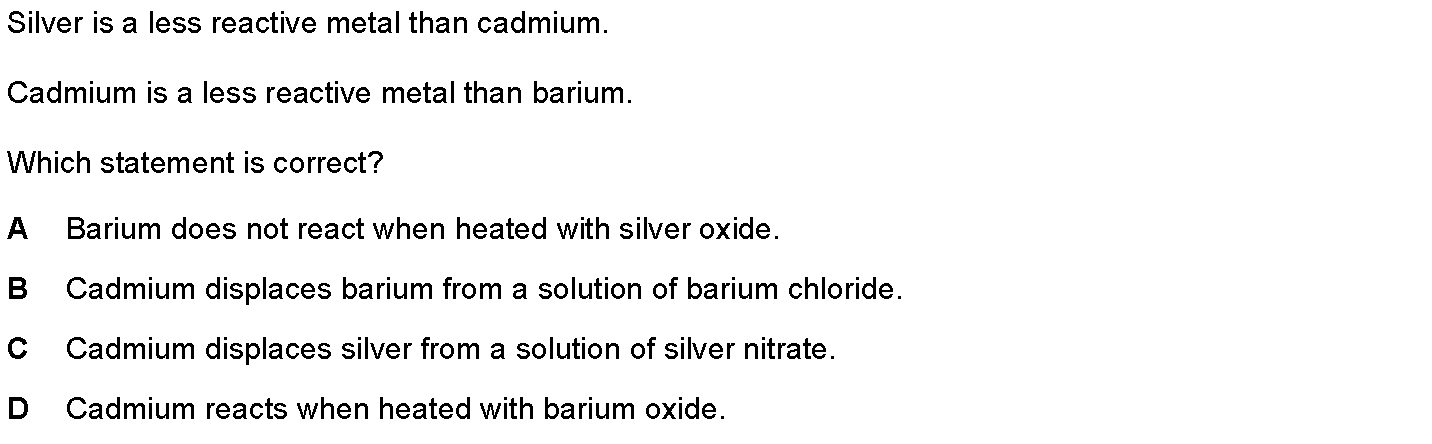 Silver is a less reactive metal than cadmium.
Cadmium is a less reactive metal than barium.
Which statement is correct?
A Barium does not react when heated with silver oxide.
B Cadmium displaces barium from a solution of barium chloride.
C Cadmium displaces silver from a solution of silver nitrate.
D Cadmium reacts when heated with barium oxide.